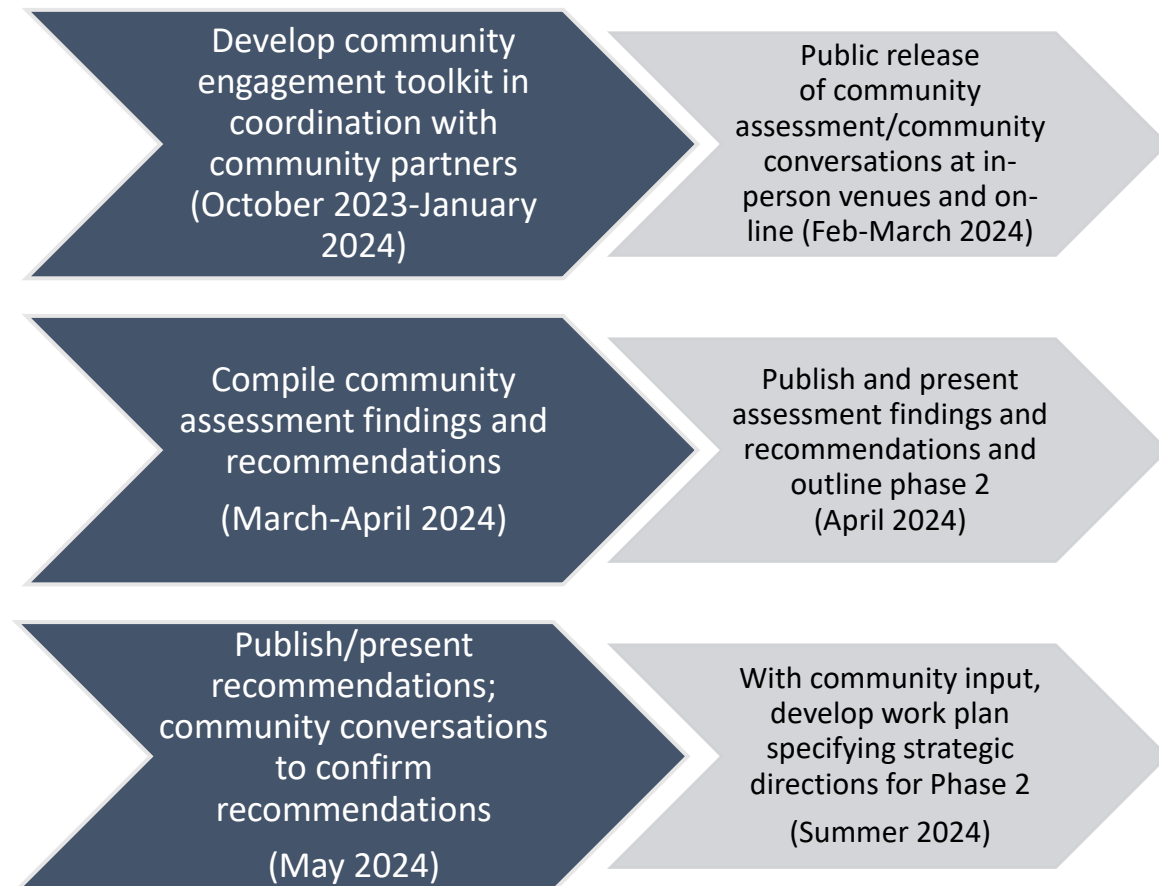 Develop community
engagement toolkit in
coordination with
community partners
(October 2023-January
2024)
Public release
of community
assessment/community
conversations at in-
person venues and on-
line (Feb-March 2024)
Compile community
assessment findings and
recommendations
(March-April 2024)
Publish and present
assessment findings and
recommendations and
outline phase 2
(April 2024)
Publish/present
recommendations;
community conversations
to confirm
recommendations
(May 2024)
With community input,
develop work plan
specifying strategic
directions for Phase 2
(Summer 2024)